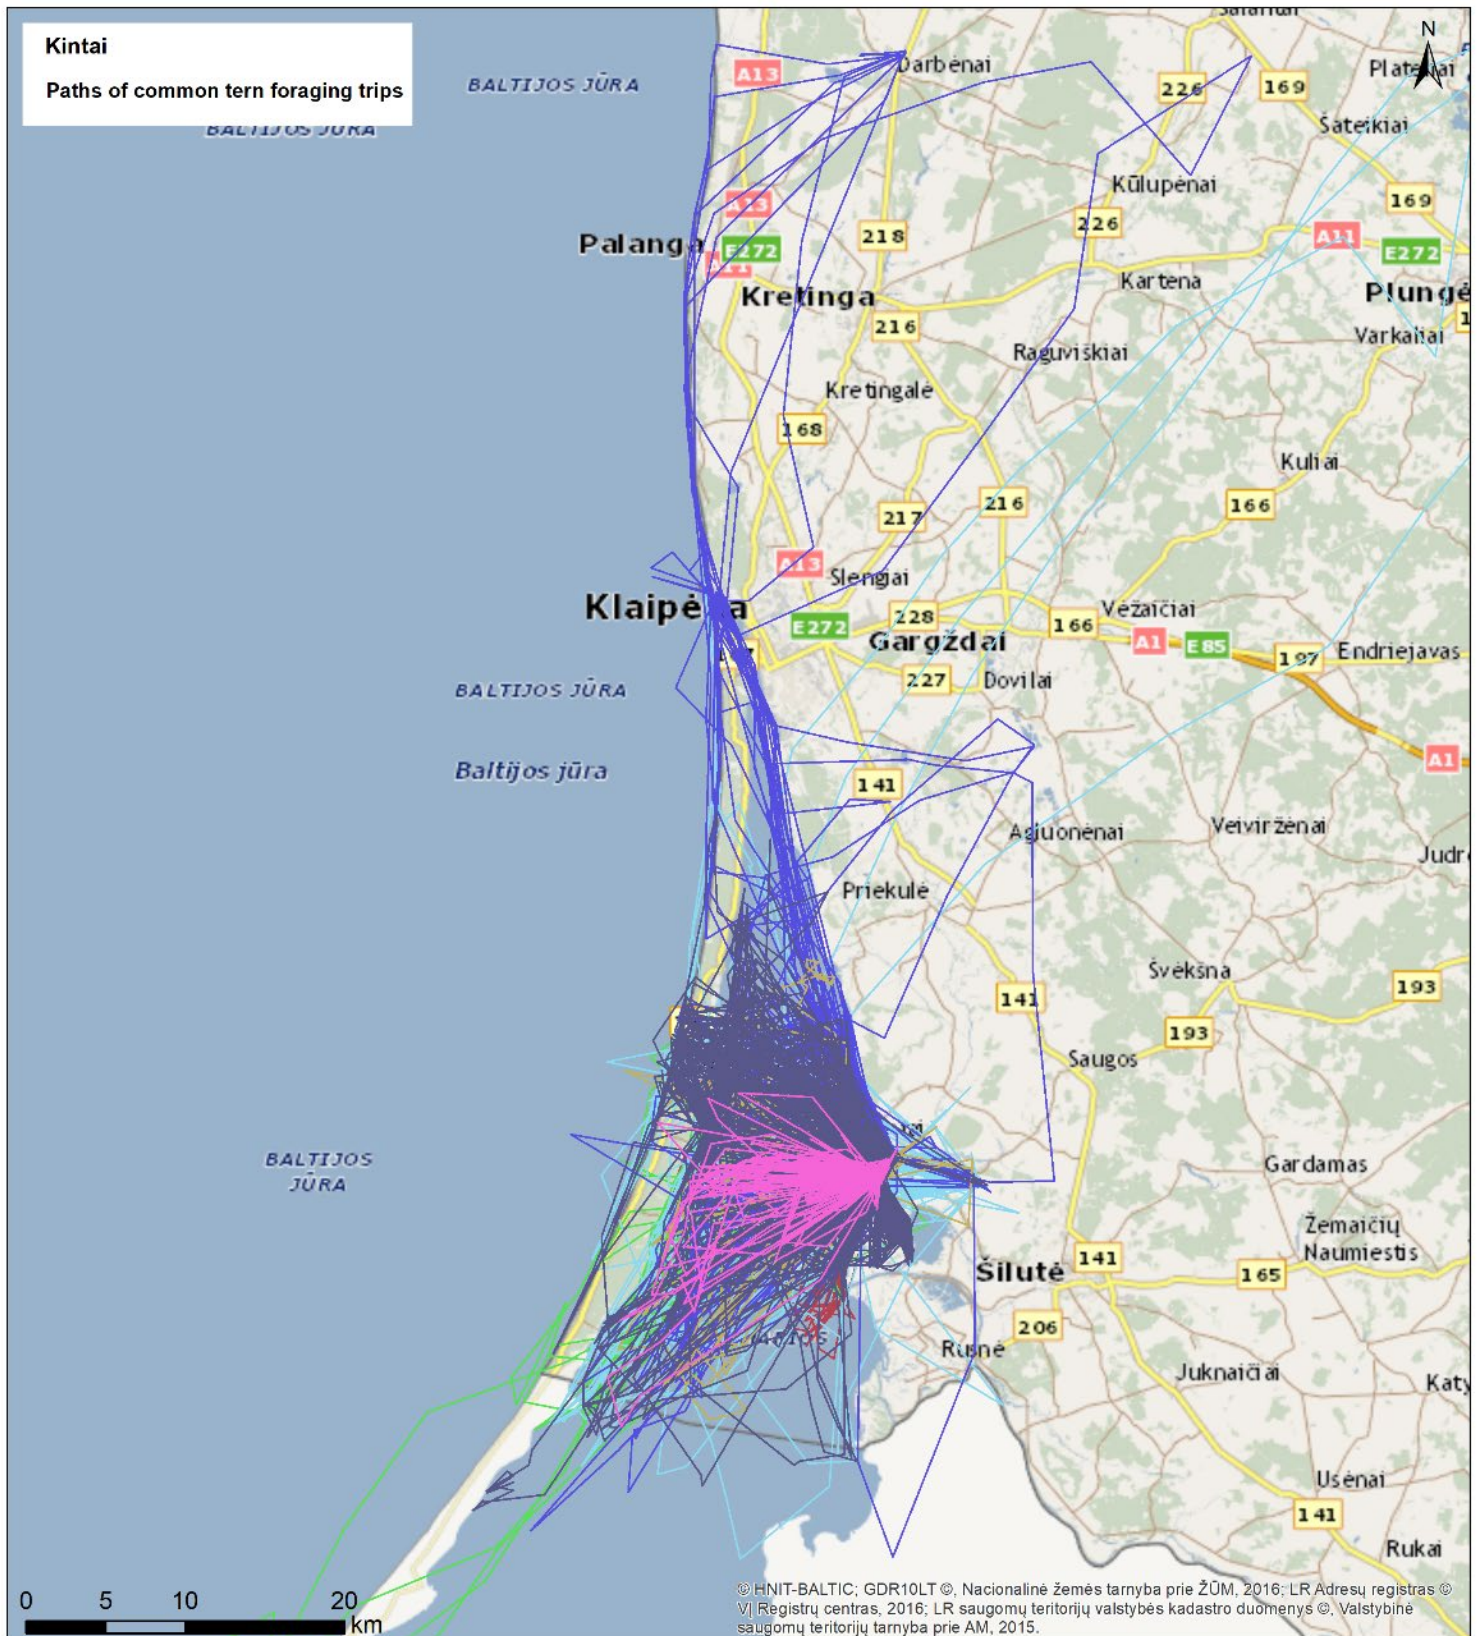 Kintai
Paths of common tern foraging trips
N
BALTIJOS JŪRA
BALTIJOS JŪRA
Darbėnai
A13
226
169
Šateikiai
Kūlupėnai
169
A13
226
Palanga
E272
218
A11
E272
Kretinga
Kartena
Plungė
216
Varkaliai
Raguviškiai
Kretingalė
168
Kuliai
217
216
166
A13
Slengiai
Klaipėda
E272
228
166
Vėžaičiai
Gargždai
A1
E85
197
Endriejavas
BALTIJOS JŪRA
227
Dovilai
Baltijos jūra
141
A1
Agluonėnai
Veiviržėnai
Priekulė
Švėkšna
141
193
193
Saugos
BALTIJOS
JŪRA
Gardamas
Žemaičių
Naumiestis
Šilutė
141
165
206
Rusnė
Juknaičiai
Usėnai
141
Rukai
0 5 10 20
km
© HNIT-BALTIC; GDR10LT ©, Nacionalinė žemės tarnyba prie ŽŪM, 2016; LR Adresų registras ©
VĮ Registrų centras, 2016; LR saugomų teritorijų valstybės kadastro duomenys ©, Valstybinė
saugomų teritorijų tarnyba prie AM, 2015.